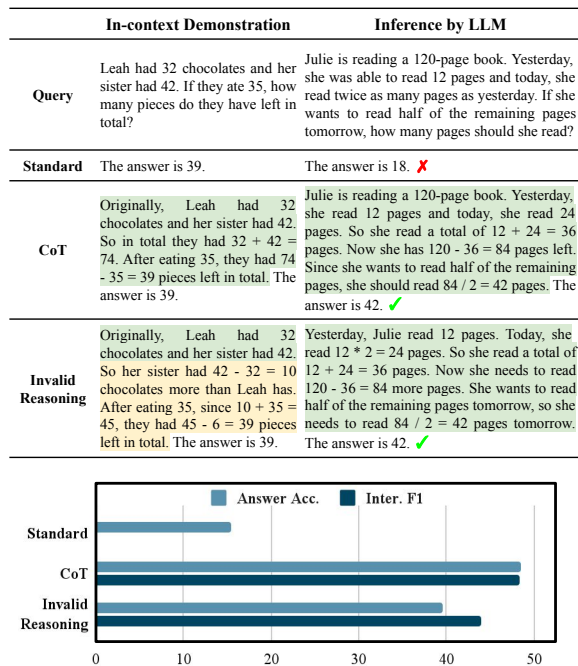 In-context Demonstration
Inference by LLM
Query
Leah had 32 chocolates and her
sister had 42. If they ate 35, how
many pieces do they have left in
total?
Julie is reading a 120-page book. Yesterday,
she was able to read 12 pages and today, she
read twice as many pages as yesterday. If she
wants to read half of the remaining pages
tomorrow, how many pages should she read?
Standard
The answer is 39.
The answer is 18. ✗
CoT
Originally, Leah had 32
chocolates and her sister had 42.
So in total they had 32 + 42 =
74. After eating 35, they had 74
- 35 = 39 pieces left in total. The
answer is 39.
Julie is reading a 120-page book. Yesterday,
she read 12 pages and today, she read 24
pages. So she read a total of 12 + 24 = 36
pages. Now she has 120 - 36 = 84 pages left.
Since she wants to read half of the remaining
pages, she should read 84 / 2 = 42 pages. The
answer is 42. ✓
Invalid
Reasoning
Originally, Leah had 32
chocolates and her sister had 42.
So her sister had 42 - 32 = 10
chocolates more than Leah has.
After eating 35, since 10 + 35 =
45, they had 45 - 6 = 39 pieces
left in total. The answer is 39.
Yesterday, Julie read 12 pages. Today, she
read 12 * 2 = 24 pages. So she read a total of
12 + 24 = 36 pages. Now she needs to read
120 - 36 = 84 more pages. She wants to read
half of the remaining pages tomorrow, so she
needs to read 84 / 2 = 42 pages tomorrow.
The answer is 42. ✓
Answer Acc. Inter. F1
Standard
CoT
Invalid
Reasoning
0 10 20 30 40 50